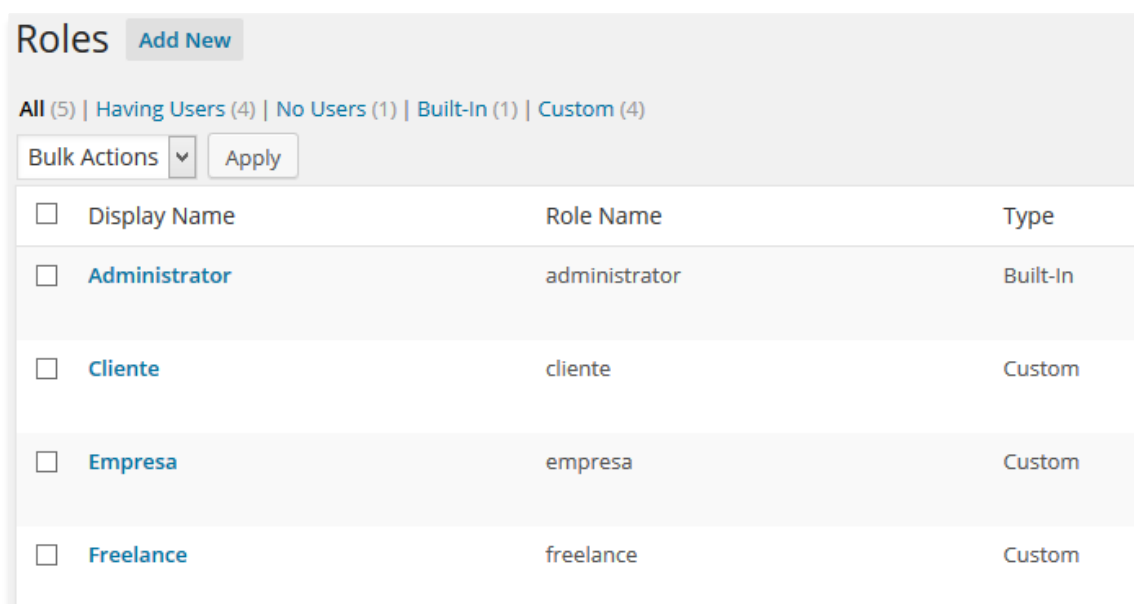 Roles Add New
All (5) | Having Users (4) | No Users (1) | Built-In (1) | Custom (4)
Bulk Actions Apply
Display Name Role Name Type
Administrator administrator Built-In
Cliente cliente Custom
Empresa empresa Custom
Freelance freelance Custom